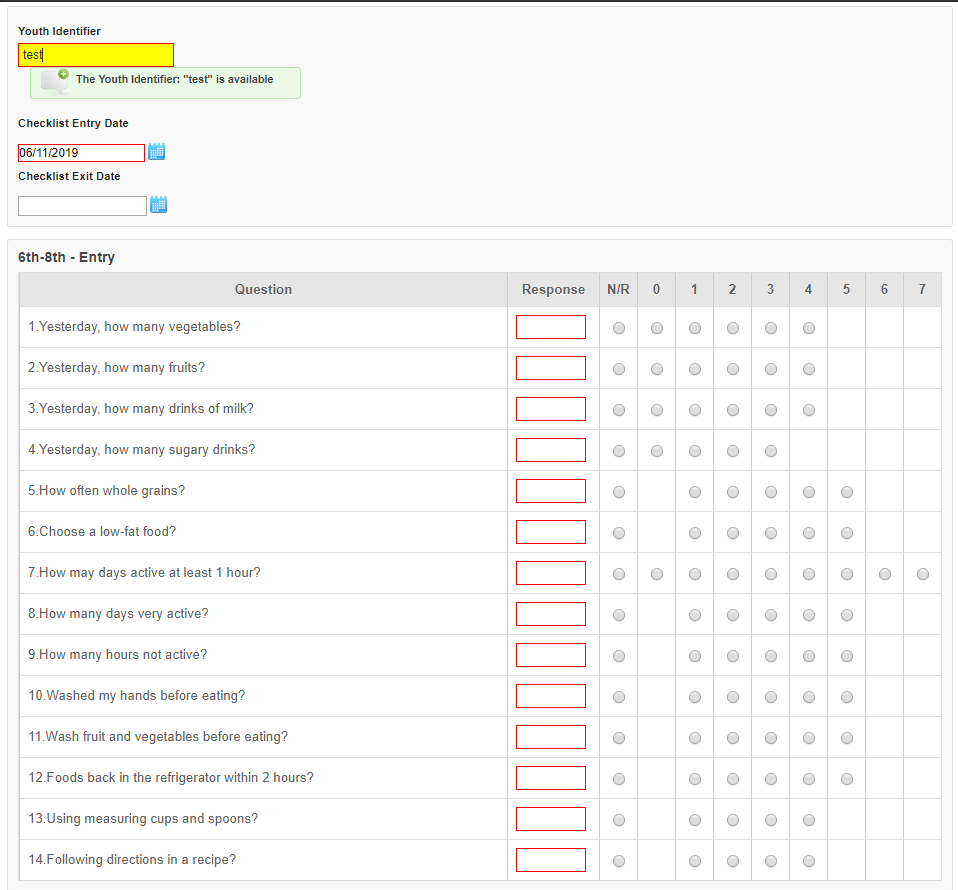 Youth Identifier
test
The Youth Identifier: "test" is available
Checklist Entry Date
06/11/2019
Checklist Exit Date
6th-8th - Entry
Question Response N/R 0 1 2 3 4 5 6 7
1.Yesterday, how many vegetables?
2.Yesterday, how many fruits?
3.Yesterday, how many drinks of milk?
4.Yesterday, how many sugary drinks?
5.How often whole grains?
6.Choose a low-fat food?
7.How may days active at least 1 hour?
8.How many days very active?
9.How many hours not active?
10.Washed my hands before eating?
11.Wash fruit and vegetables before eating?
12.Foods back in the refrigerator within 2 hours?
13.Using measuring cups and spoons?
14.Following directions in a recipe?